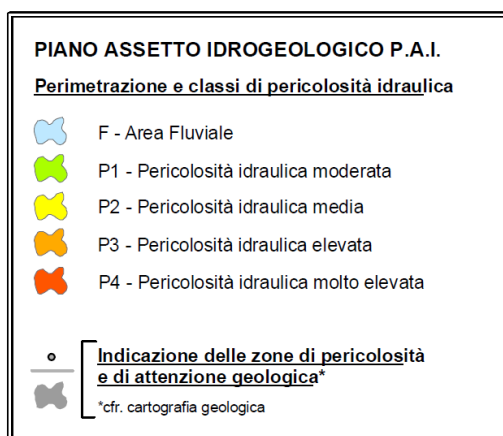 PIANO ASSETTO IDROGEOLOGICO P.A.I.
Perimetrazione e classi di pericolosità idraulica
F - Area Fluviale
P1 - Pericolosità idraulica moderata
P2 - Pericolosità idraulica media
P3 - Pericolosità idraulica elevata
P4 - Pericolosità idraulica molto elevata
Indicazione delle zone di pericolosità
e di attenzione geologica*
*cfr. cartografia geologica